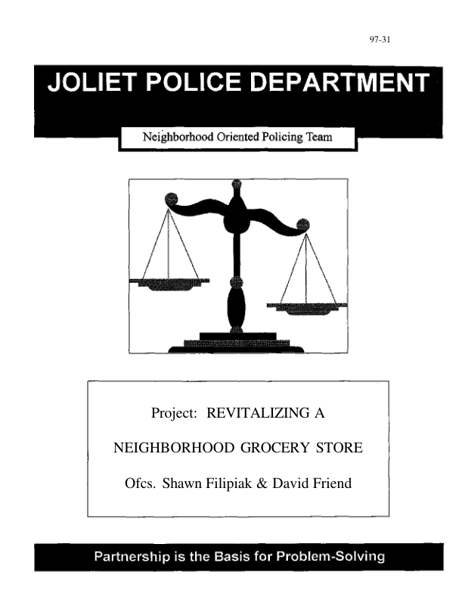 97-31
JOLIET POLICE DEPARTMENT
Neighborhood Oriented Policing Team
Project: REVITALIZING A
NEIGHBORHOOD GROCERY STORE
Ofcs. Shawn Filipiak & David Friend
Partnership is the Basis for Problem-Solving